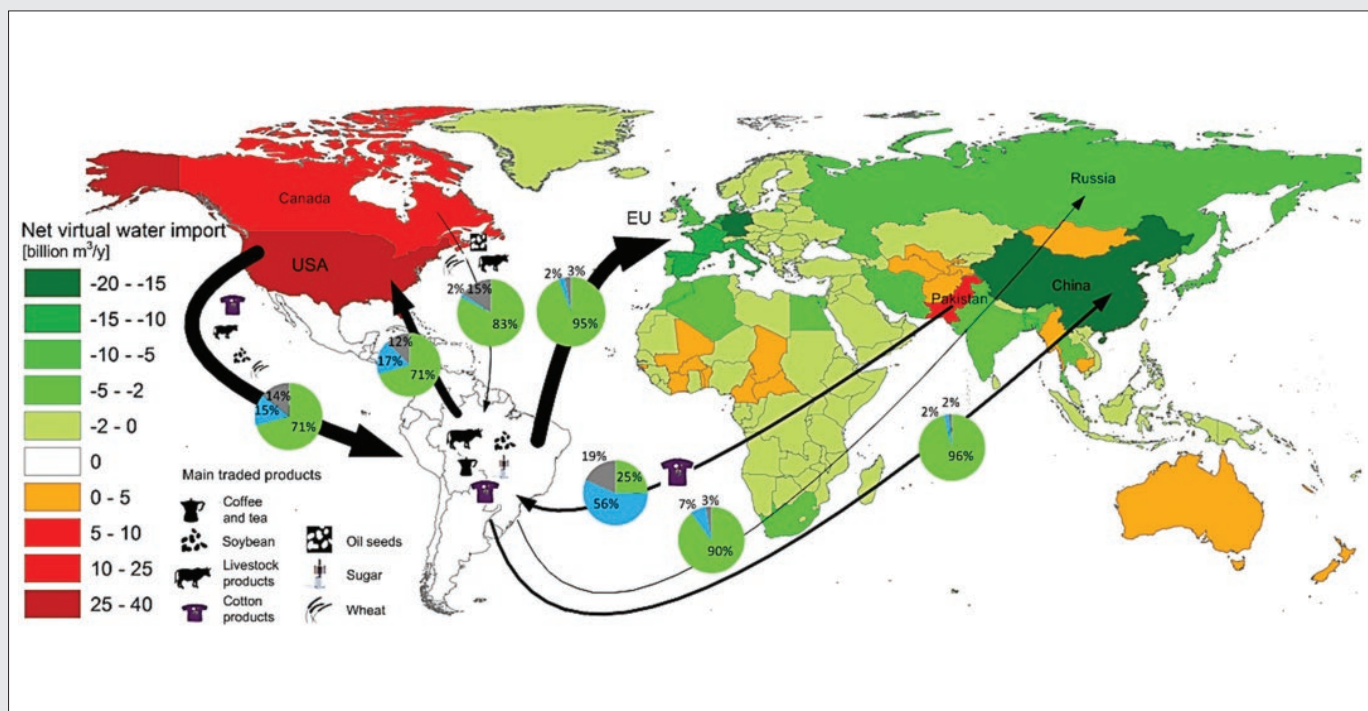 Canada
USA
EU
Russia
China
Pakistan
Net virtual water import
[billion m³/y]
-20 - -15
-15 - -10
-10 - -5
-5 - -2
-2 - 0
0
0 - 5
5 - 10
10 - 25
25 - 40
Main traded products
Coffee
and tea
Soybean
Livestock
products
Cotton
products
Oil seeds
Sugar
Wheat
14%
15%
71%
12%
17%
71%
2%
15%
83%
2%
3%
95%
19%
25%
56%
7%
3%
90%
2%
2%
96%